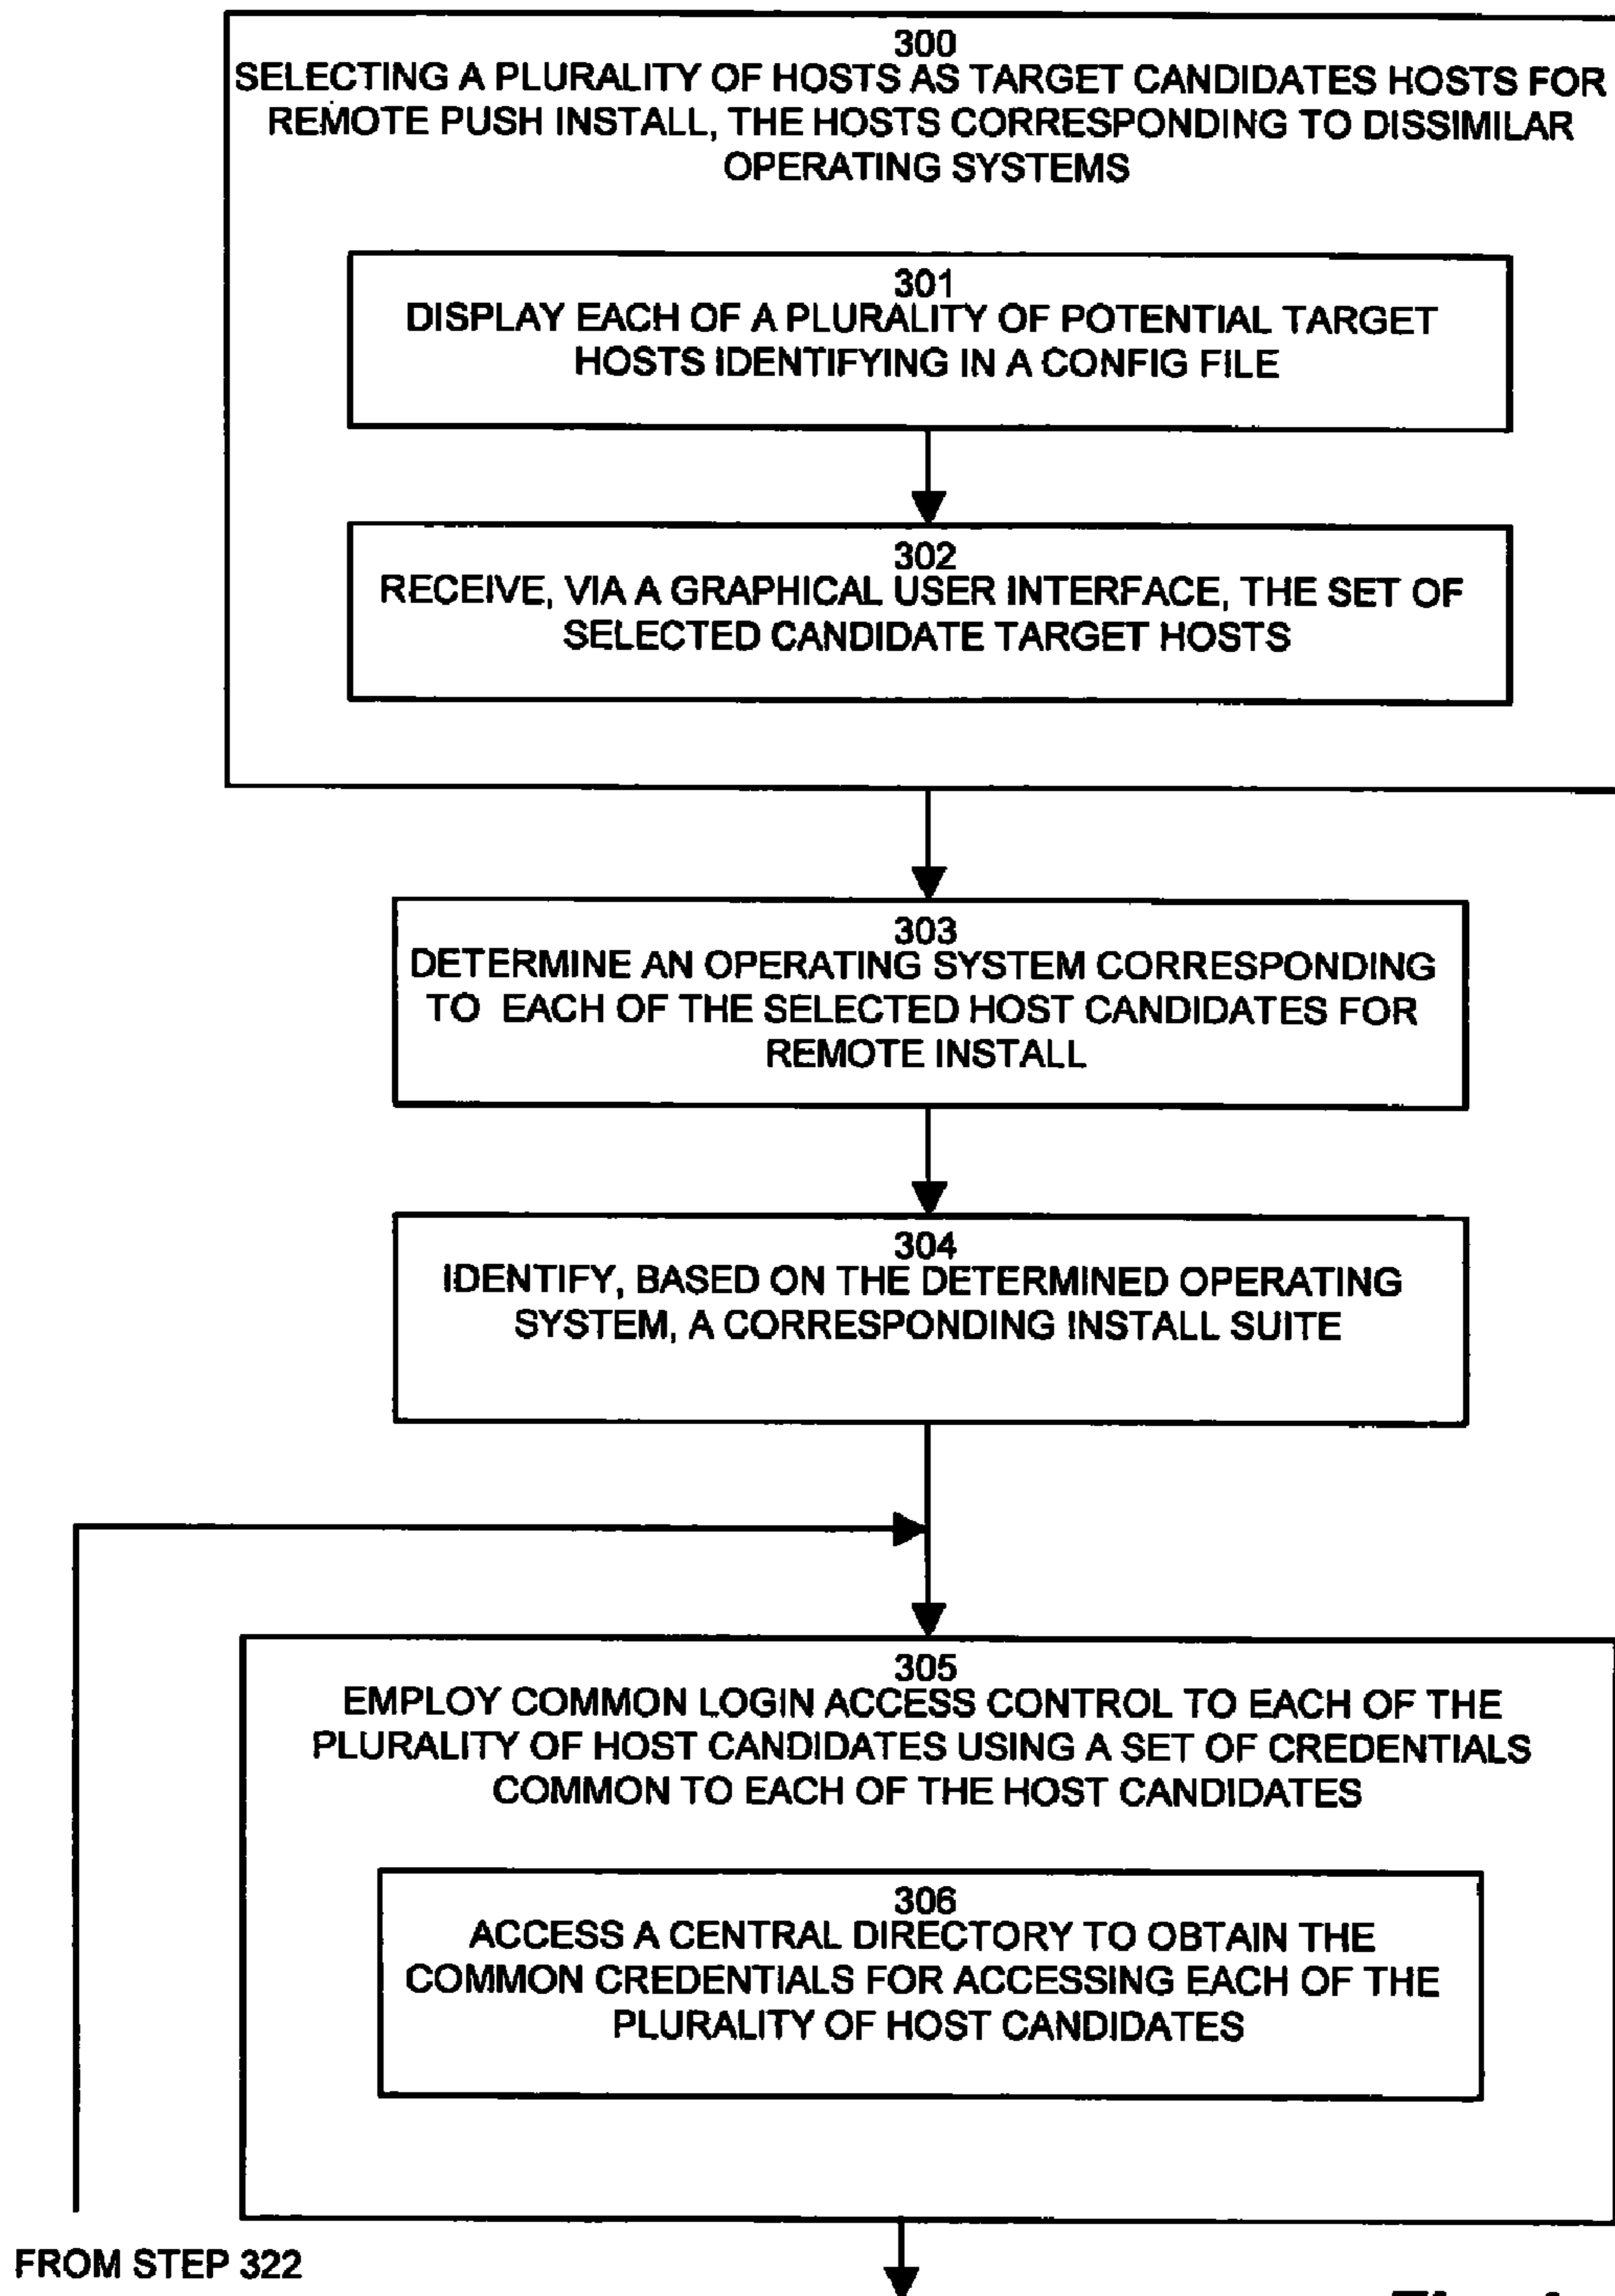 300
SELECTING A PLURALITY OF HOSTS AS TARGET CANDIDATES HOSTS FOR
REMOTE PUSH INSTALL, THE HOSTS CORRESPONDING TO DISSIMILAR
OPERATING SYSTEMS
301
DISPLAY EACH OF A PLURALITY OF POTENTIAL TARGET
HOSTS IDENTIFYING IN A CONFIG FILE
302
RECEIVE, VIA A GRAPHICAL USER INTERFACE, THE SET OF
SELECTED CANDIDATE TARGET HOSTS
303
DETERMINE AN OPERATING SYSTEM CORRESPONDING
TO EACH OF THE SELECTED HOST CANDIDATES FOR
REMOTE INSTALL
304
IDENTIFY, BASED ON THE DETERMINED OPERATING
SYSTEM, A CORRESPONDING INSTALL SUITE
305
EMPLOY COMMON LOGIN ACCESS CONTROL TO EACH OF THE
PLURALITY OF HOST CANDIDATES USING A SET OF CREDENTIALS
COMMON TO EACH OF THE HOST CANDIDATES
306
ACCESS A CENTRAL DIRECTORY TO OBTAIN THE
COMMON CREDENTIALS FOR ACCESSING EACH OF THE
PLURALITY OF HOST CANDIDATES
FROM STEP 322